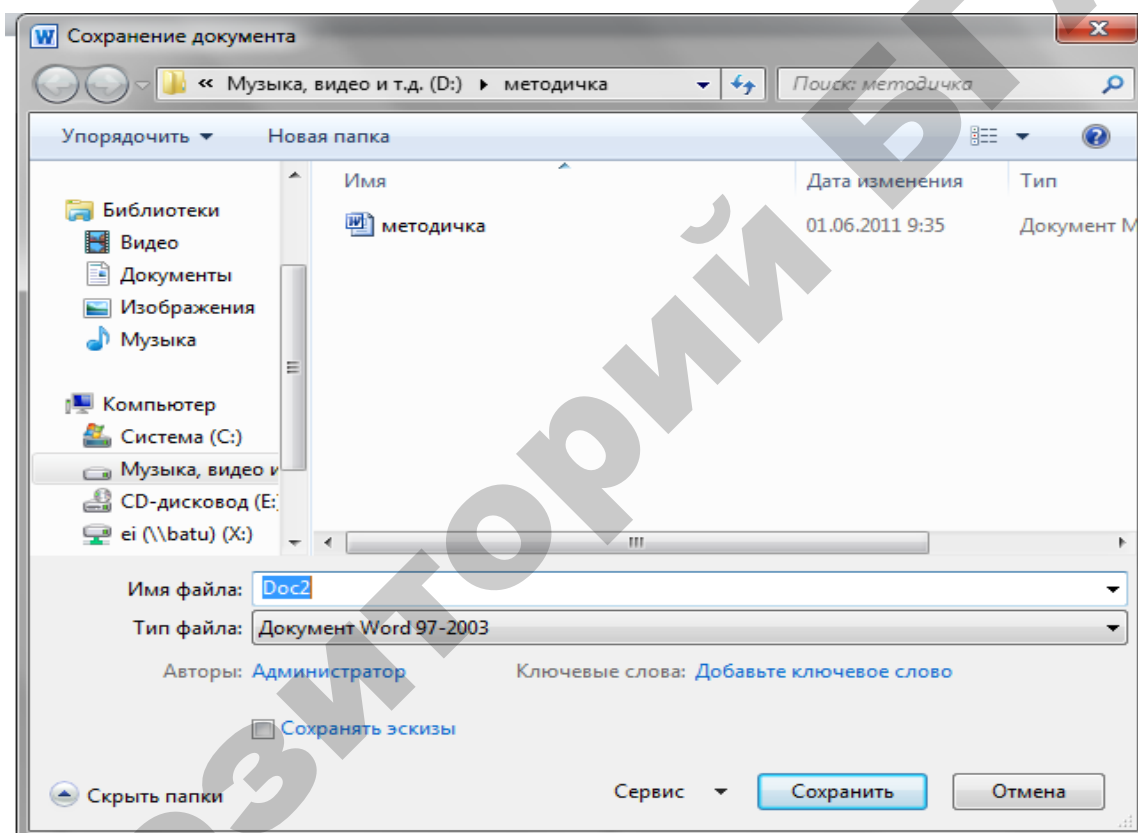 Сохранение документа
« Музыка, видео и т.д. (D:) методичка
Поиск: методичка
Упорядочить Новая папка
Имя Дата изменения Тип
методичка 01.06.2011 9:35 Документ M
Библиотеки
Видео
Документы
Изображения
Музыка
Компьютер
Система (C:)
Музыка, видео и
CD-дисковод (E:
ei (\\batu) (X:)
Имя файла: Doc2
Тип файла: Документ Word 97-2003
Авторы: Администратор Ключевые слова: Добавьте ключевое слово
Сохранять эскизы
Скрыть папки Сервис Сохранить Отмена